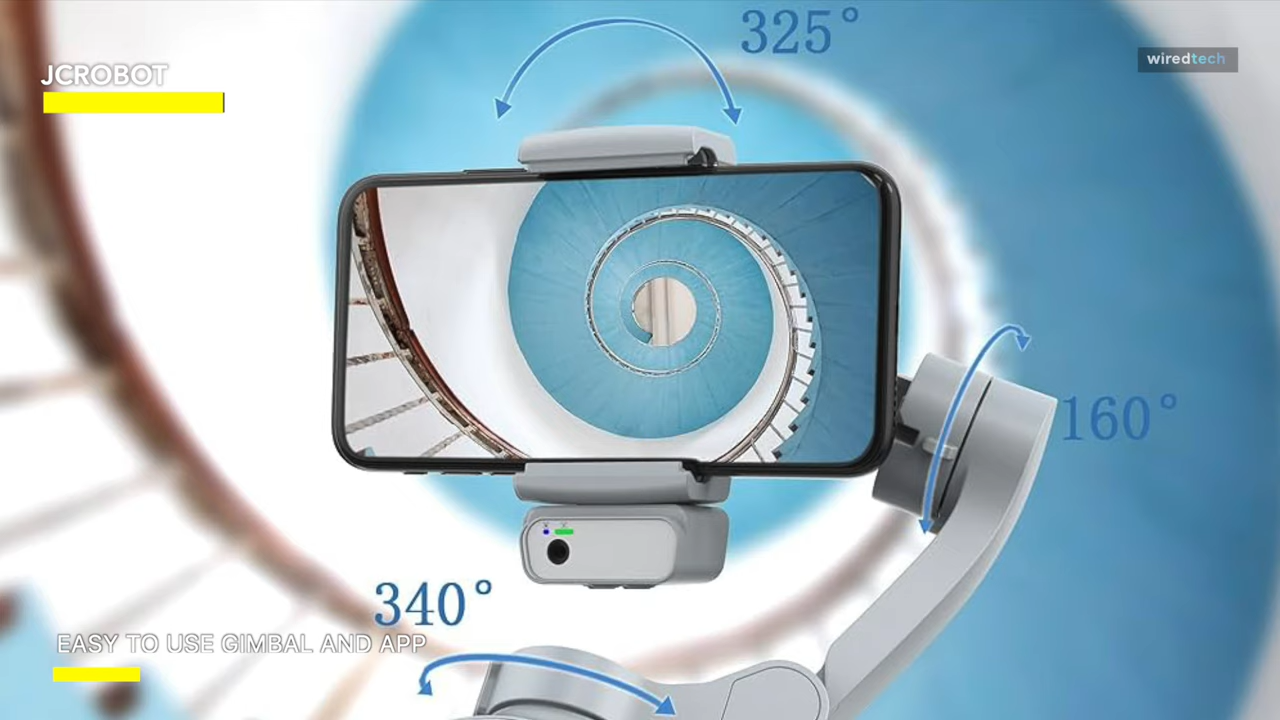 325°
JCROBOT
wiredtech
160°
340°
EASY TO USE GIMBAL AND APP